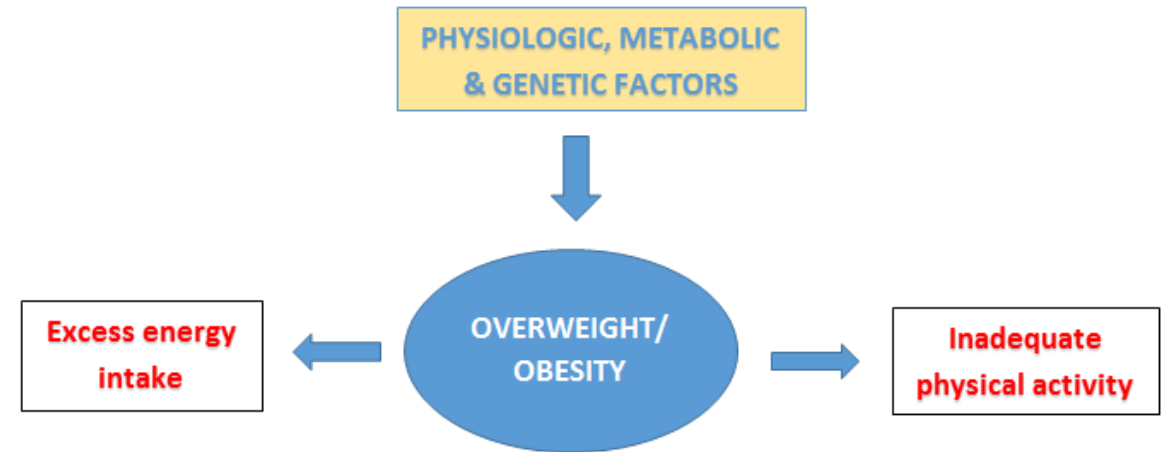 PHYSIOLOGIC, METABOLIC
& GENETIC FACTORS
OVERWEIGHT/
OBESITY
Excess energy
intake
Inadequate
physical activity